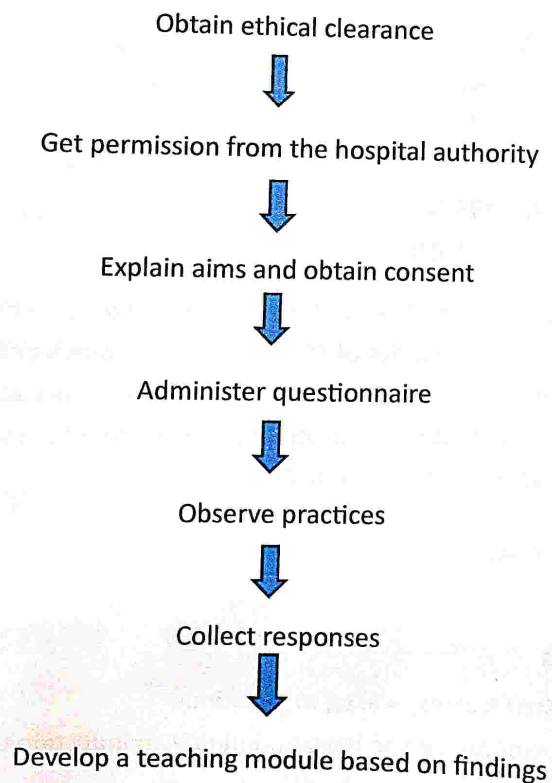 Obtain ethical clearance
Get permission from the hospital authority
Explain aims and obtain consent
Administer questionnaire
Observe practices
Collect responses
Develop a teaching module based on findings